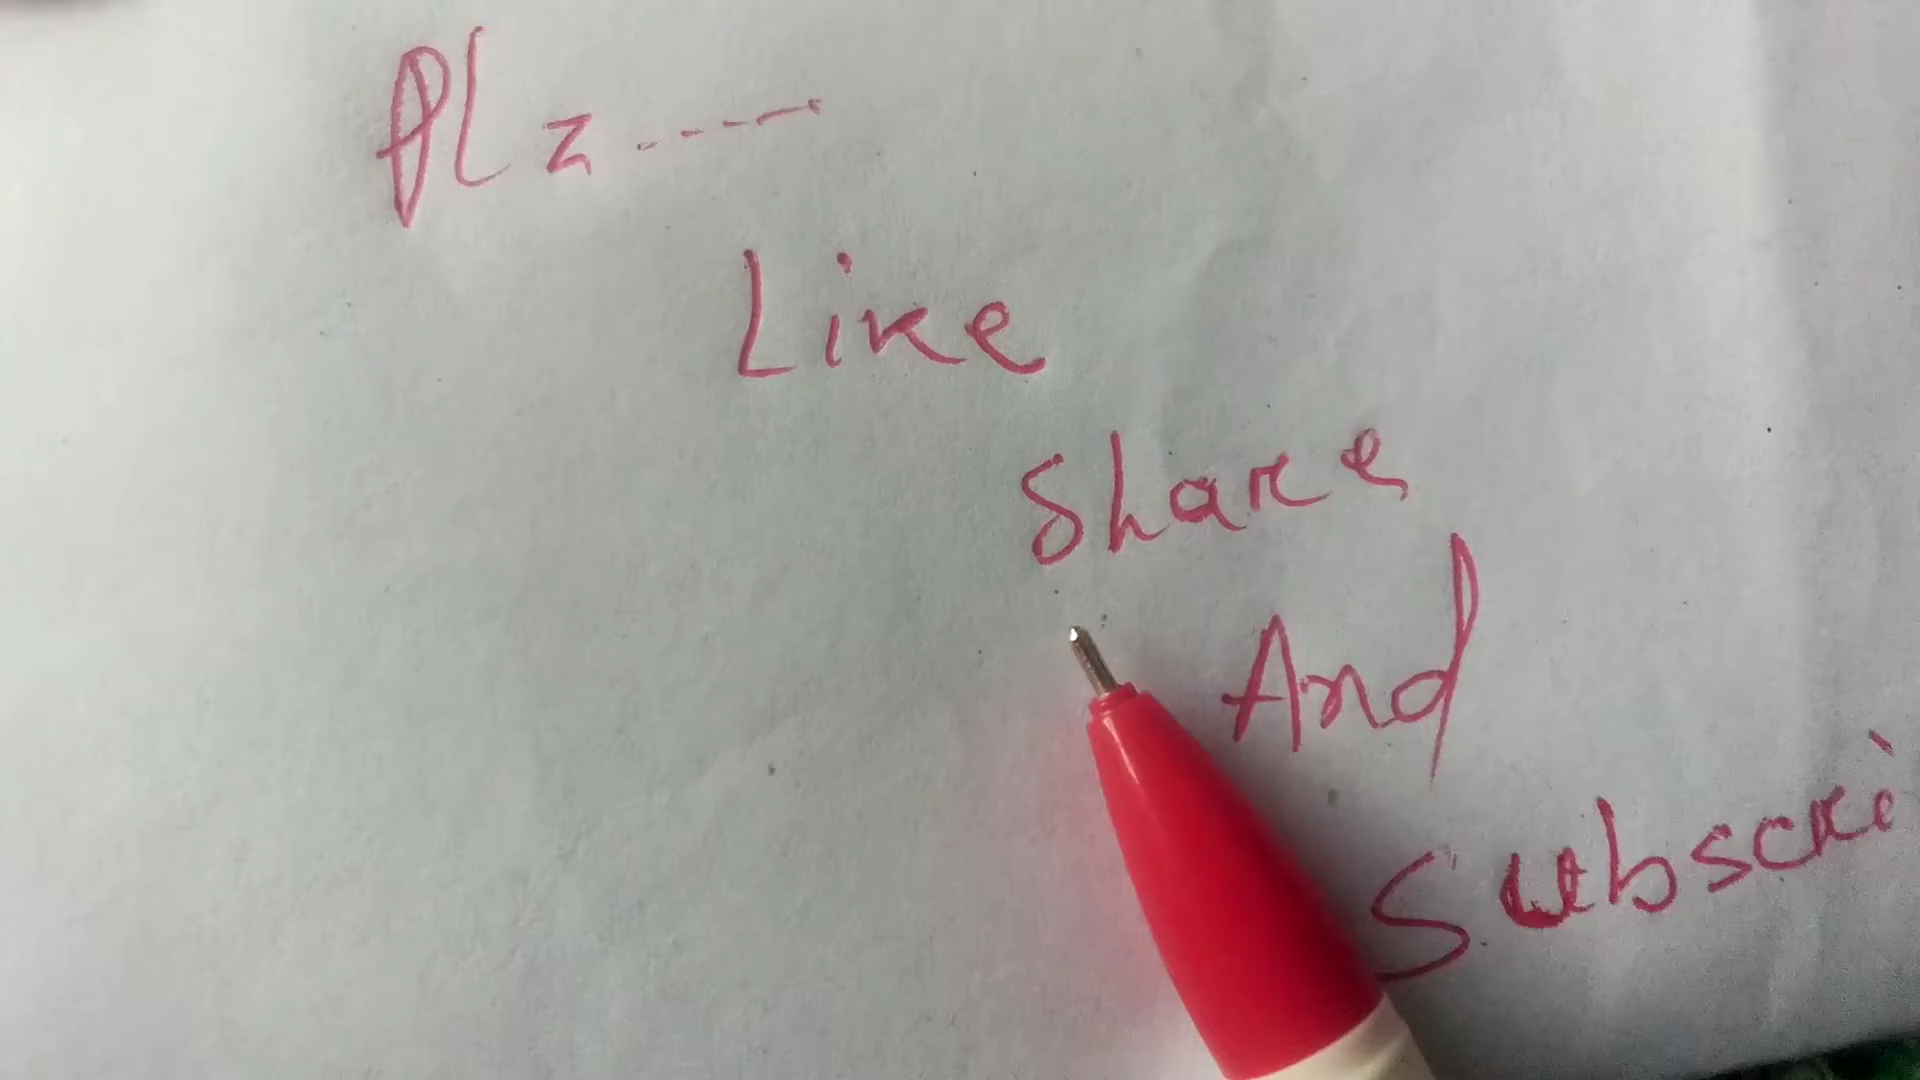 Plz-----
Like
Share
And
Subscri